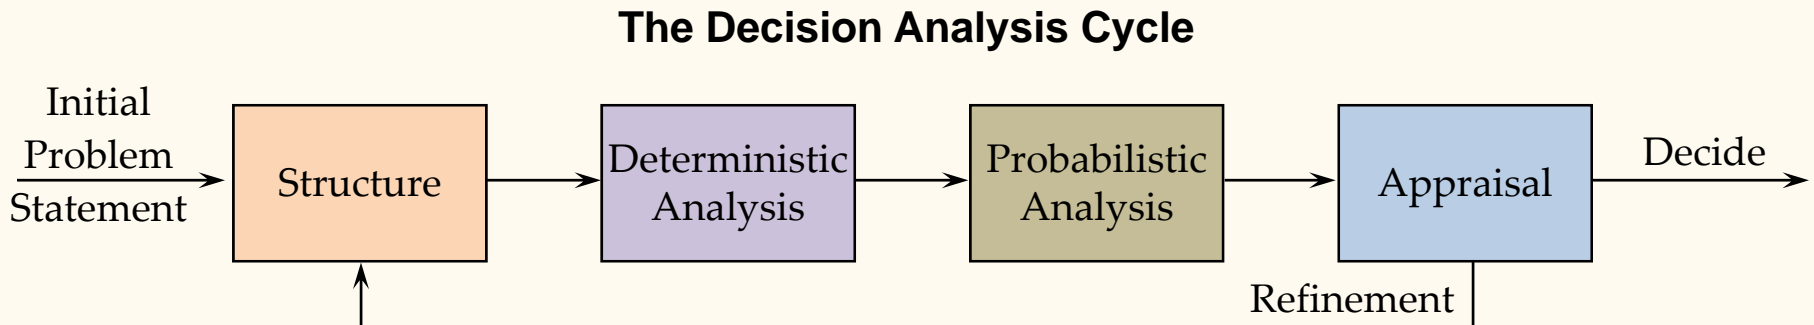 The Decision Analysis Cycle
Initial
Problem
Statement
Structure
Deterministic
Analysis
Probabilistic
Analysis
Appraisal
Decide
Refinement